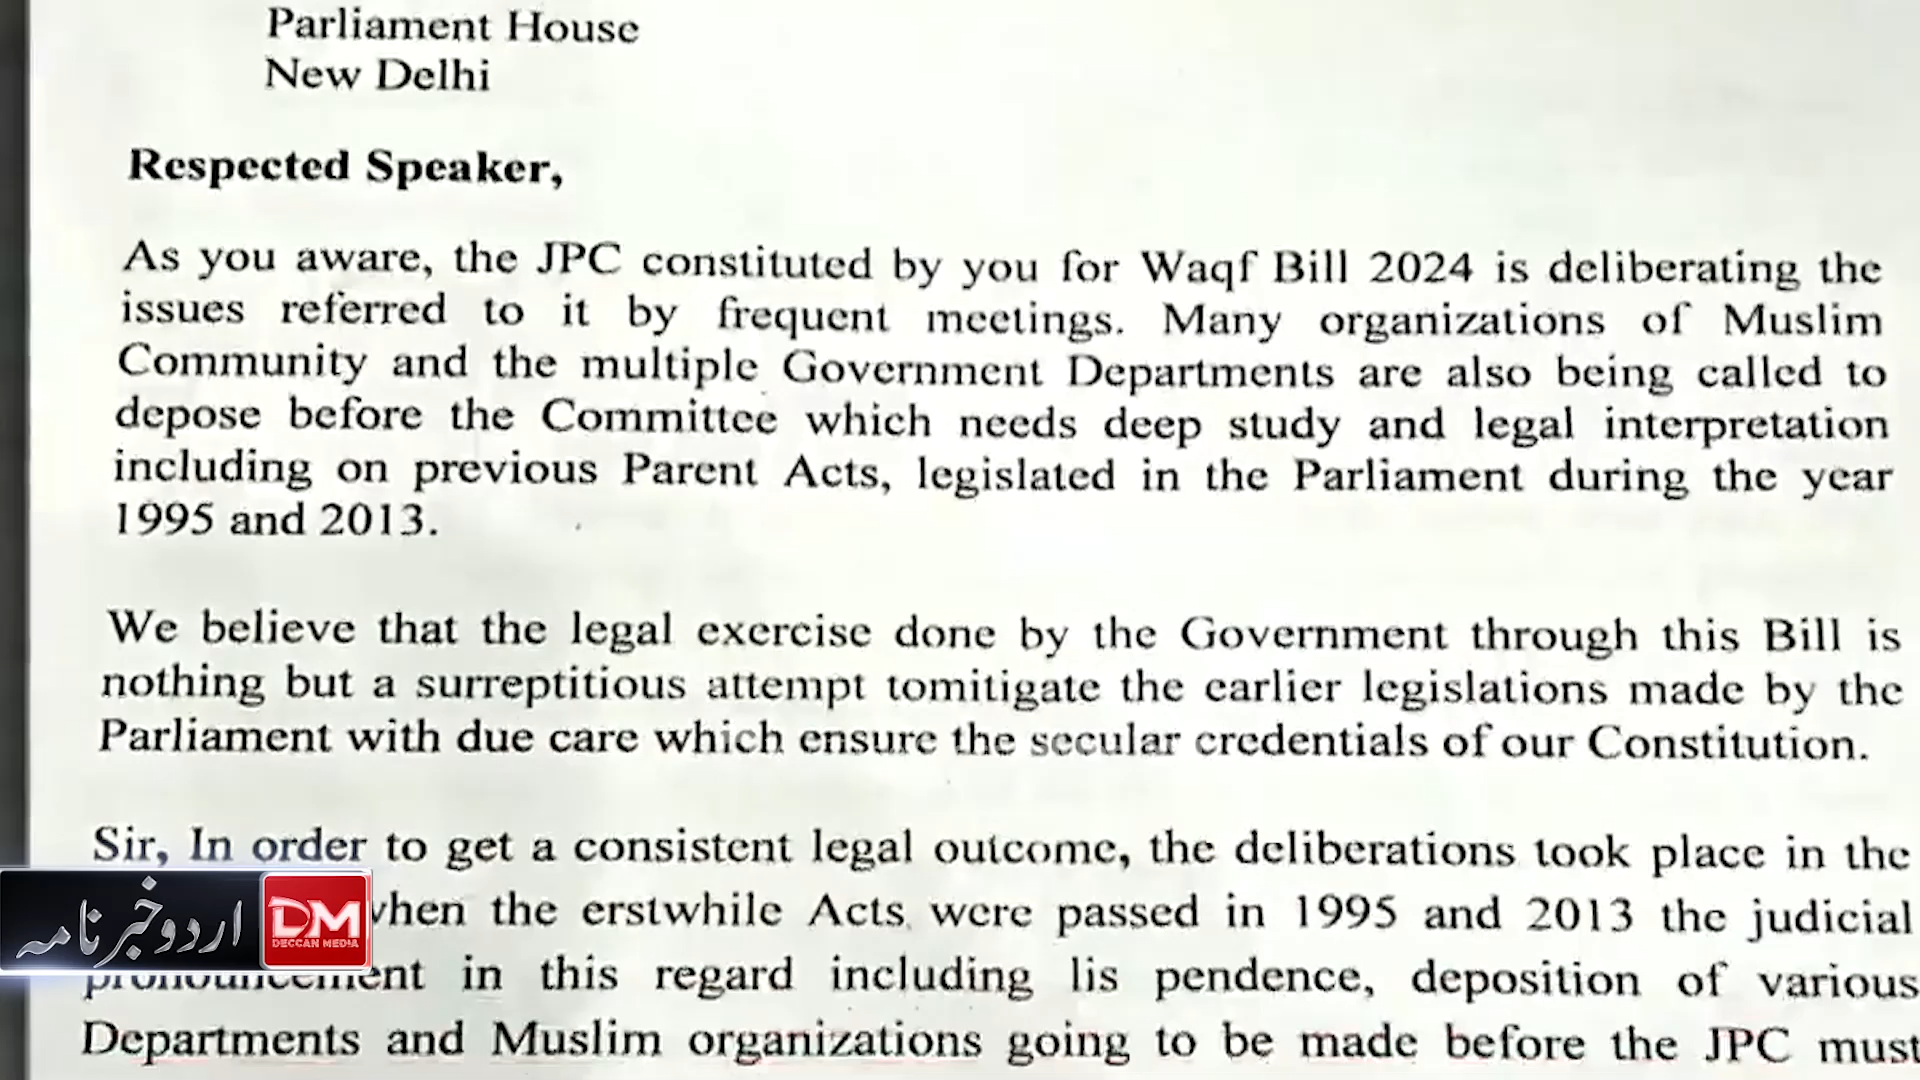 Parliament House
New Delhi
Respected Speaker,
As you aware, the JPC constituted by you for Waqf Bill 2024 is deliberating the
issues referred to it by frequent meetings. Many organizations of Muslim
Community and the multiple Government Departments are also being called to
depose before the Committee which needs deep study and legal interpretation
including on previous Parent Acts, legislated in the Parliament during the year
1995 and 2013.
We believe that the legal exercise done by the Government through this Bill is
nothing but a surreptitious attempt tomitigate the earlier legislations made by the
Parliament with due care which ensure the secular credentials of our Constitution.
Sir, In order to get a consistent legal outcome, the deliberations took place in the
when the erstwhile Acts were passed in 1995 and 2013 the judicial
pronouncement in this regard including lis pendence, deposition of various
Departments and Muslim organizations going to be made before the JPC must
اردو خبر نامہ
DM
DECCAN MEDIA